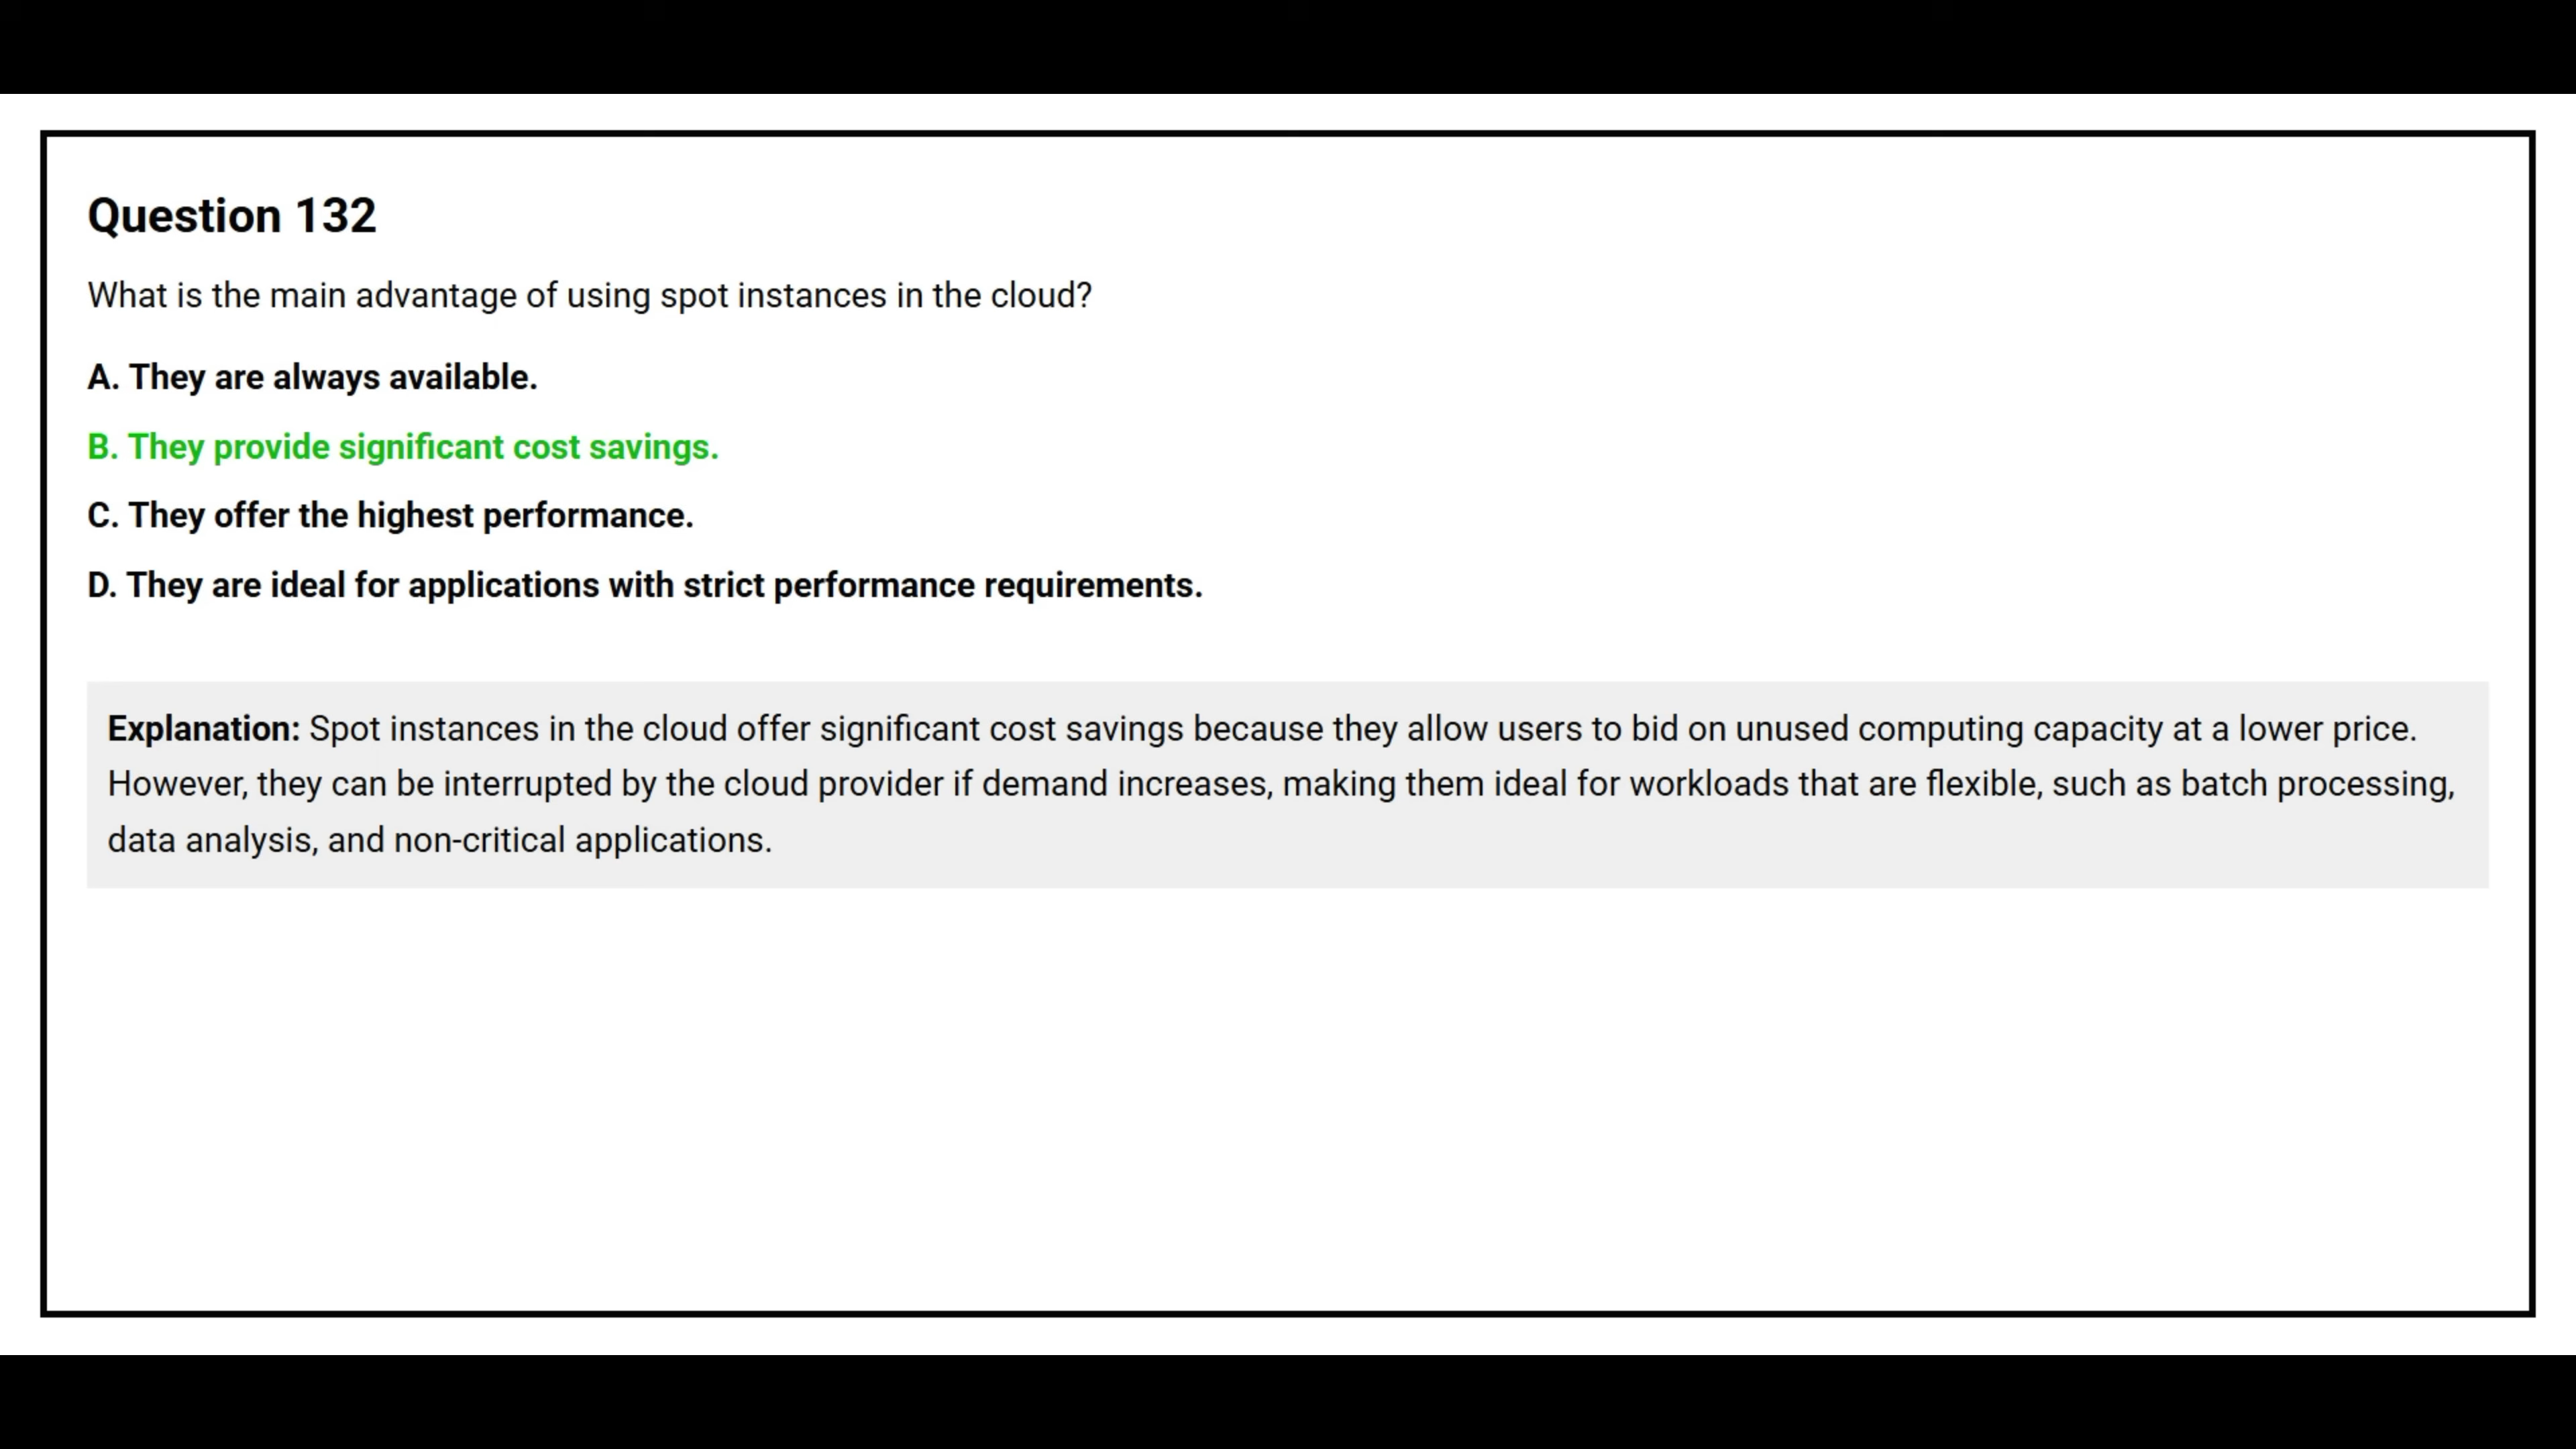 Question 132
What is the main advantage of using spot instances in the cloud?
A. They are always available.
B. They provide significant cost savings.
C. They offer the highest performance.
D. They are ideal for applications with strict performance requirements.
Explanation: Spot instances in the cloud offer significant cost savings because they allow users to bid on unused computing capacity at a lower price.
However, they can be interrupted by the cloud provider if demand increases, making them ideal for workloads that are flexible, such as batch processing,
data analysis, and non-critical applications.